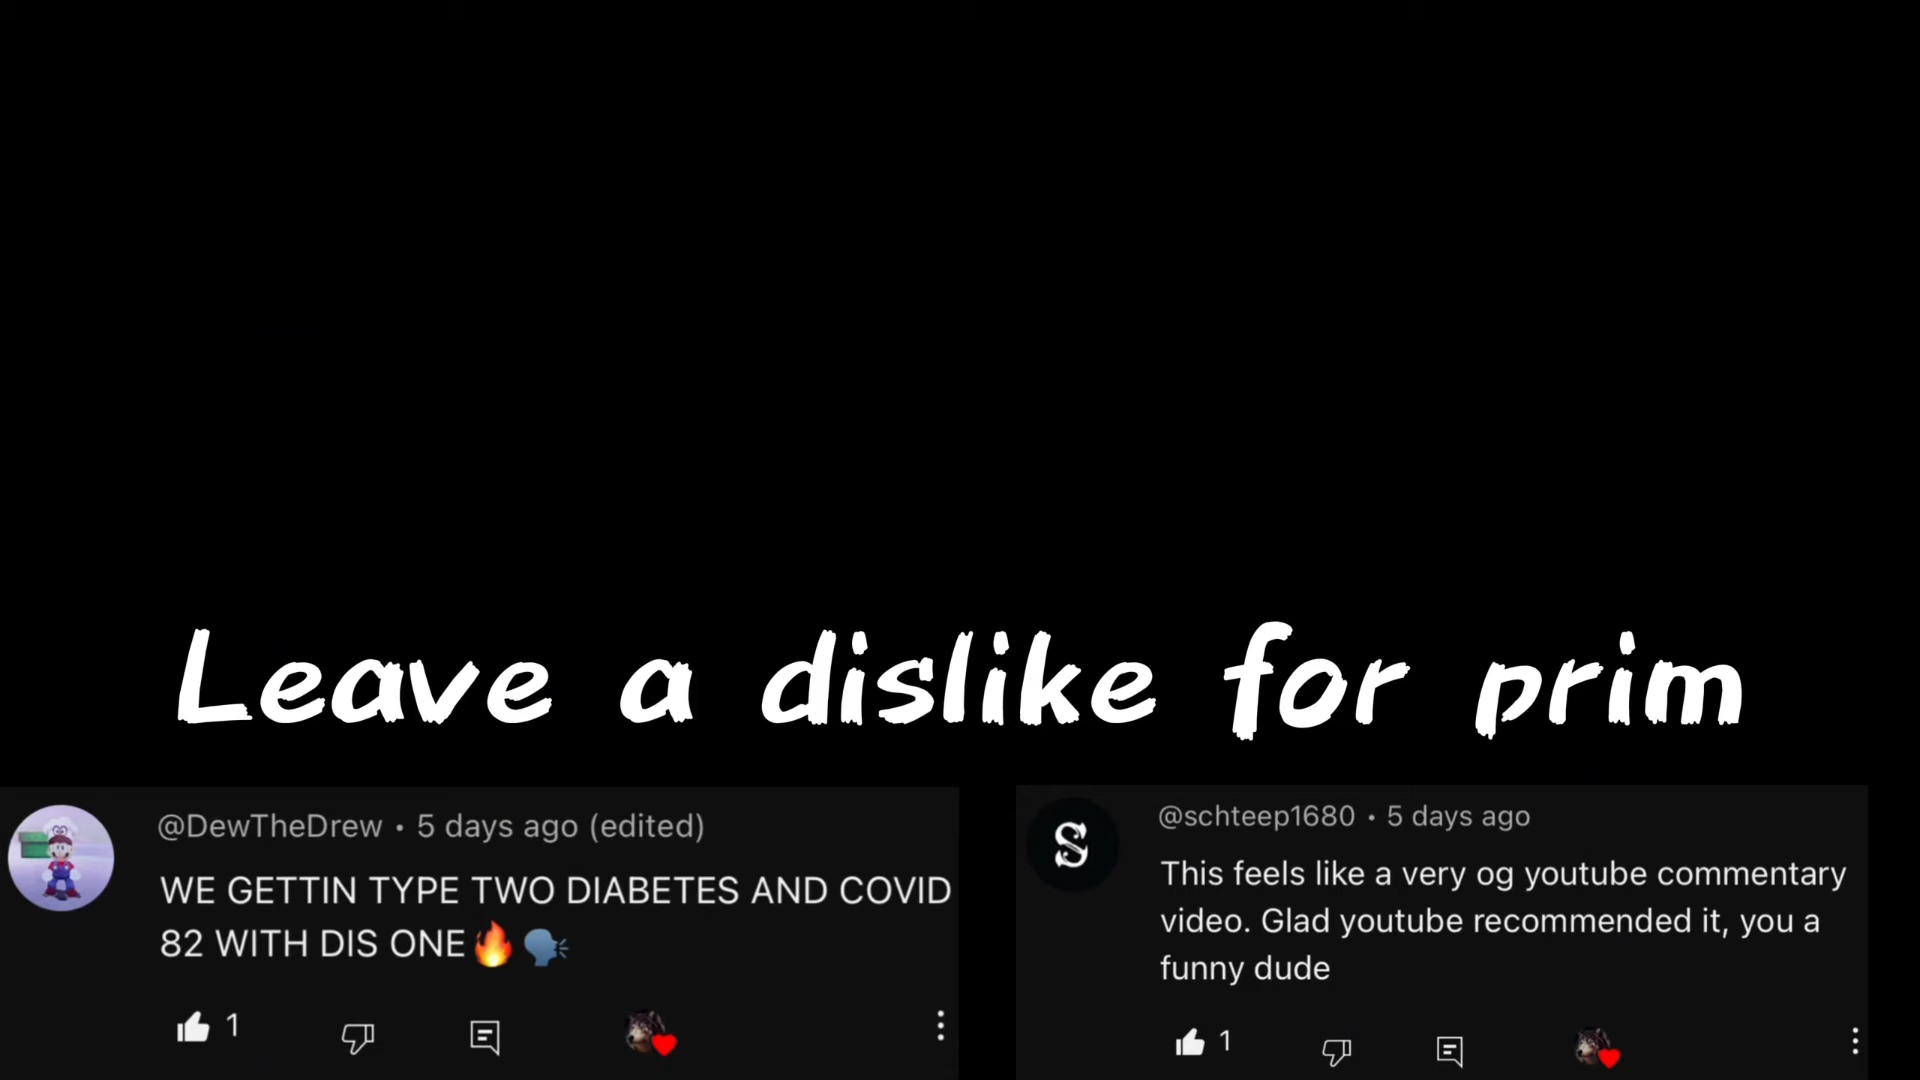 Leave a dislike for prim
@DewTheDrew • 5 days ago (edited)
WE GETTIN TYPE TWO DIABETES AND COVID
82 WITH DIS ONE🔥🗣️
1
S
@schteep1680 • 5 days ago
This feels like a very og youtube commentary
video. Glad youtube recommended it, you a
funny dude
1